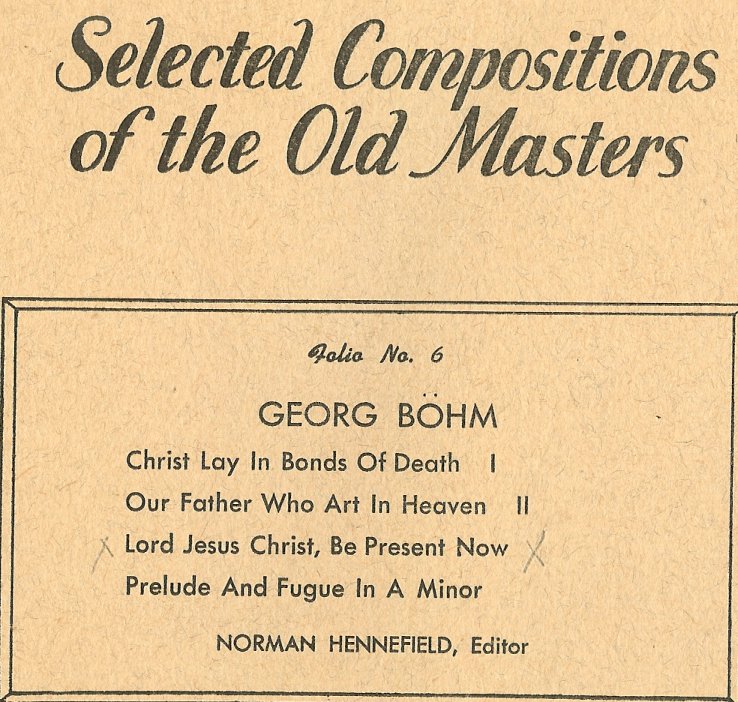 Selected Compositions
of the Old Masters
Folio No. 6
GEORG BÖHM
Christ Lay In Bonds Of Death I
Our Father Who Art In Heaven II
X Lord Jesus Christ, Be Present Now X
Prelude And Fugue In A Minor
NORMAN HENNEFIELD, Editor